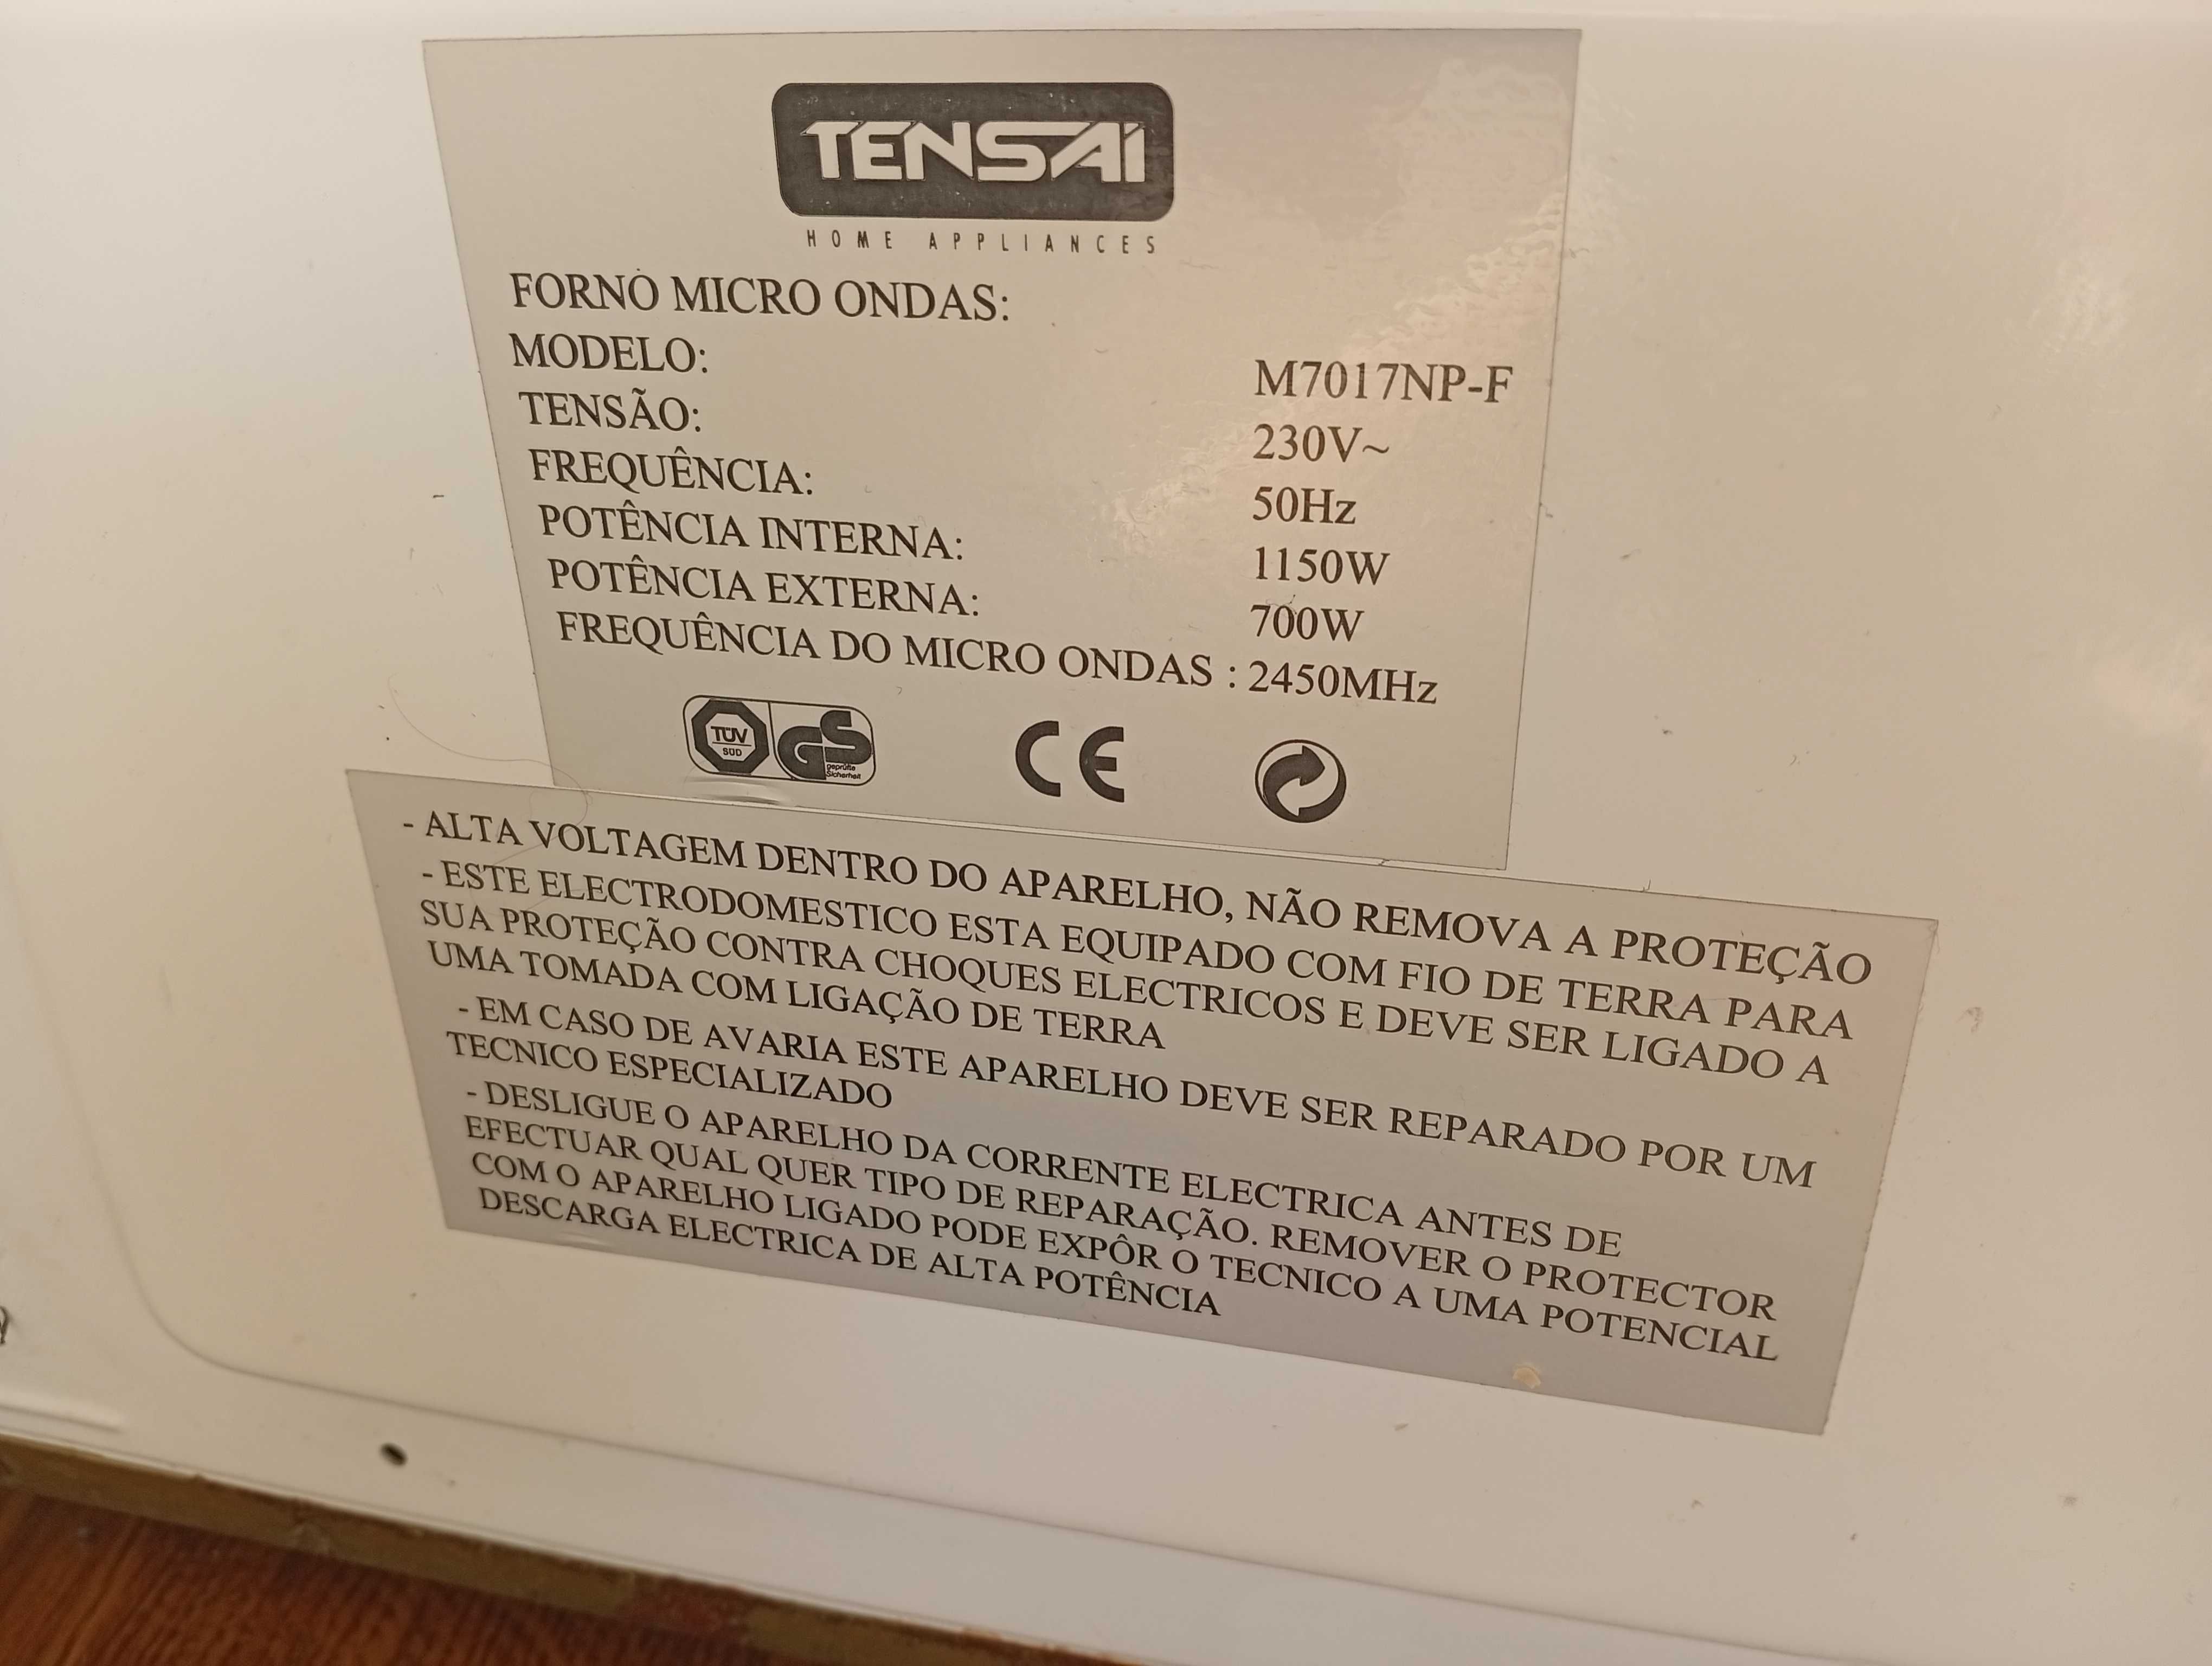 TENSAI
HOME APPLIANCES
FORNO MICRO ONDAS:
MODELO: M7017NP-F
TENSÃO: 230V~
FREQUÊNCIA: 50Hz
POTÊNCIA INTERNA: 1150W
POTÊNCIA EXTERNA: 700W
FREQUÊNCIA DO MICRO ONDAS : 2450MHz
TÜV
SÜD
GS
geprüfte
Sicherheit
CE
- ALTA VOLTAGEM DENTRO DO APARELHO, NÃO REMOVA A PROTEÇÃO
- ESTE ELECTRODOMESTICO ESTA EQUIPADO COM FIO DE TERRA PARA
SUA PROTEÇÃO CONTRA CHOQUES ELECTRICOS E DEVE SER LIGADO A
UMA TOMADA COM LIGAÇÃO DE TERRA
- EM CASO DE AVARIA ESTE APARELHO DEVE SER REPARADO POR UM
TECNICO ESPECIALIZADO
- DESLIGUE O APARELHO DA CORRENTE ELECTRICA ANTES DE
EFECTUAR QUAL QUER TIPO DE REPARAÇÃO. REMOVER O PROTECTOR
COM O APARELHO LIGADO PODE EXPÔR O TECNICO A UMA POTENCIAL
DESCARGA ELECTRICA DE ALTA POTÊNCIA